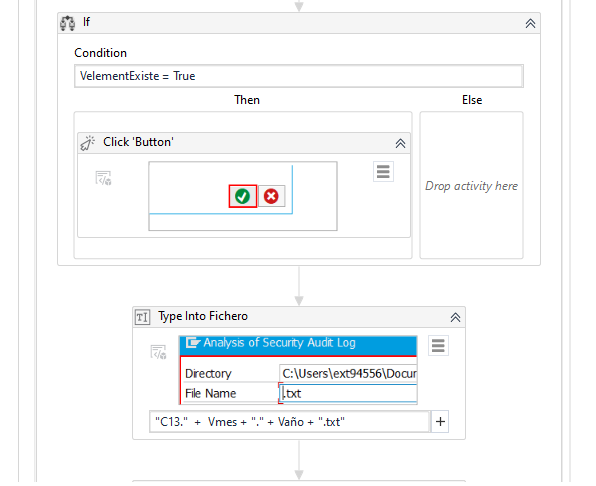 If
Condition
VelementExiste = True
Then
Else
Click 'Button'
Drop activity here
TI Type Into Fichero
Analysis of Security Audit Log
Directory C:\Users\ext94556\Docur
File Name .txt
"C13." + Vmes + "." + Vaño + ".txt" +